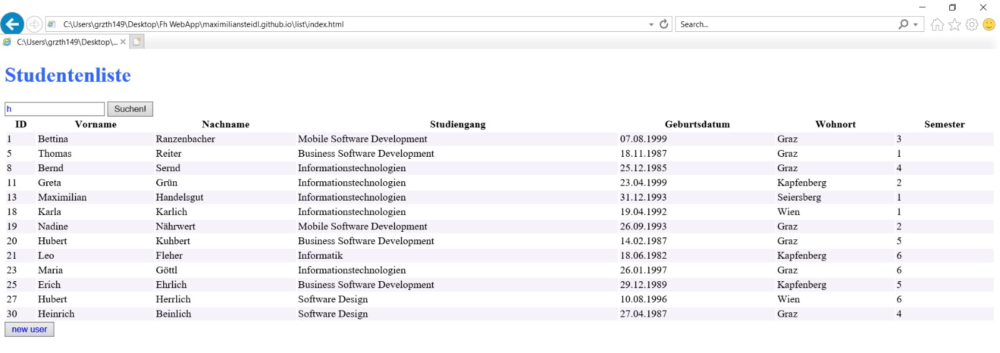 C:\Users\grzth149\Desktop\Fh WebApp\maximiliansteidl.github.io\list\index.html Search...
C:\Users\grzth149\Desktop\...
Studentenliste
h Suchen!
ID Vorname Nachname Studiengang Geburtsdatum Wohnort Semester
1 Bettina Ranzenbacher Mobile Software Development 07.08.1999 Graz 3
5 Thomas Reiter Business Software Development 18.11.1987 Graz 1
8 Bernd Sernd Informationstechnologien 25.12.1985 Graz 4
11 Greta Grün Informationstechnologien 23.04.1999 Kapfenberg 2
13 Maximilian Handelsgut Informationstechnologien 31.12.1993 Seiersberg 1
18 Karla Karlich Informationstechnologien 19.04.1992 Wien 1
19 Nadine Nährwert Mobile Software Development 26.09.1993 Graz 2
20 Hubert Kuhbert Business Software Development 14.02.1987 Graz 5
21 Leo Fleher Informatik 18.06.1982 Kapfenberg 6
23 Maria Göttl Informationstechnologien 26.01.1997 Graz 6
25 Erich Ehrlich Business Software Development 29.12.1989 Kapfenberg 5
27 Hubert Herrlich Software Design 10.08.1996 Wien 6
30 Heinrich Beinlich Software Design 27.04.1987 Graz 4
new user